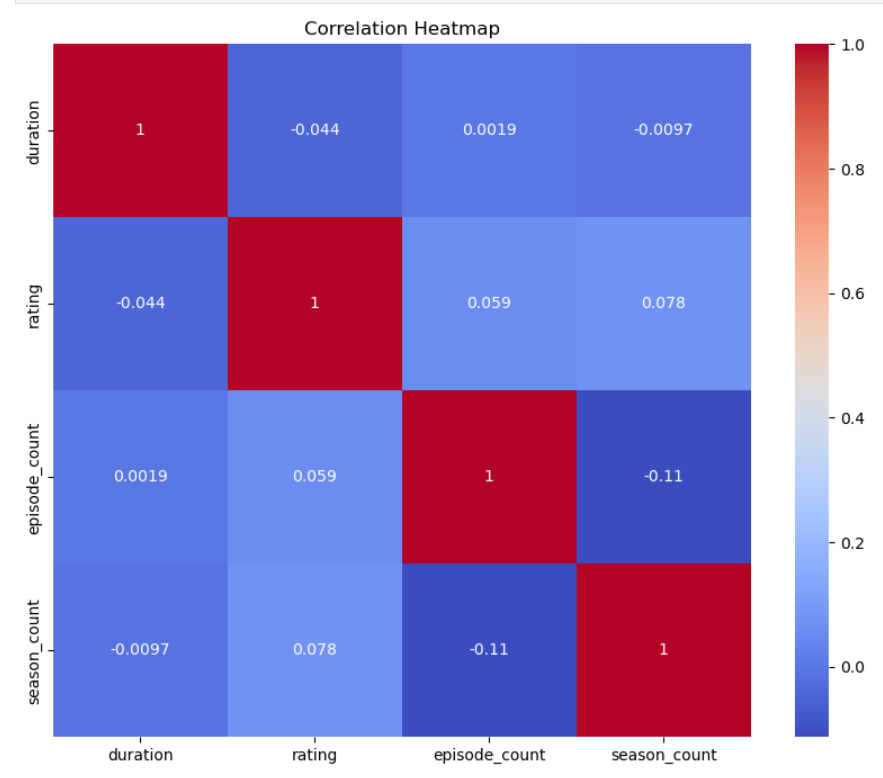 Correlation Heatmap
duration
1
-0.044
0.0019
-0.0097
rating
-0.044
1
0.059
0.078
episode_count
0.0019
0.059
1
-0.11
season_count
-0.0097
0.078
-0.11
1
duration
rating
episode_count
season_count
1.0
0.8
0.6
0.4
0.2
0.0